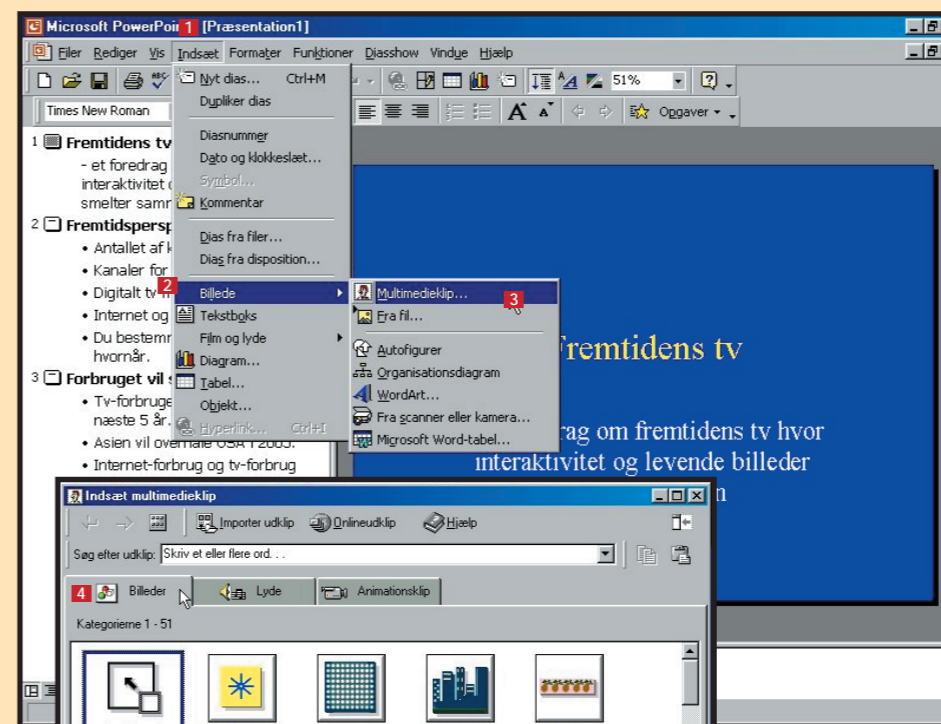 Microsoft PowerPoin 1 [Præsentation1]
Filer Rediger Vis Indsæt Formater Funktioner Diasshow Vindue Hjælp
51%
Times New Roman
Opgaver
Nyt dias... Ctrl+M
Dupliker dias
Diasnummer
Dato og klokkeslæt...
Symbol...
Kommentar
Dias fra filer...
Dias fra disposition...
2 Billede
Tekstboks
Film og lyde
Diagram...
Tabel...
Objekt...
Hyperlink... Ctrl+I
Multimedieklip... 3
Fra fil...
Autofigurer
Organisationsdiagram
WordArt...
Fra scanner eller kamera...
Microsoft Word-tabel...
1 Fremtidens tv
- et foredrag
interaktivitet
smelter samr
2 Fremtidspersp
• Antallet af k
• Kanaler for
• Digitalt tv
• Internet og
• Du bestemr
hvornår.
3 Forbruget vil s
• Tv-forbruge
næste 5 år.
• Asien vil overhale USA i 2005.
• Internet-forbrug og tv-forbrug
Fremtidens tv
rag om fremtidens tv hvor
interaktivitet og levende billeder
n
Indsæt multimedieklip
Importer udklip Onlineudklip Hjælp
Søg efter udklip: Skriv et eller flere ord. . .
4 Billeder Lyde Animationsklip
Kategorierne 1 - 51